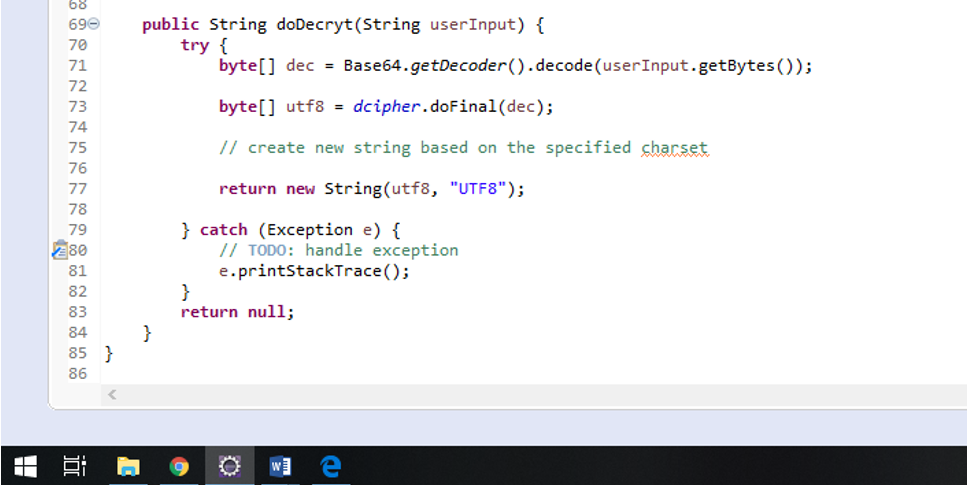 68
69 public String doDecryt(String userInput) {
70 try {
71 byte[] dec = Base64.getDecoder().decode(userInput.getBytes());
72
73 byte[] utf8 = dcipher.doFinal(dec);
74
75 // create new string based on the specified charset
76
77 return new String(utf8, "UTF8");
78
79 } catch (Exception e) {
80 // TODO: handle exception
81 e.printStackTrace();
82 }
83 return null;
84 }
85 }
86